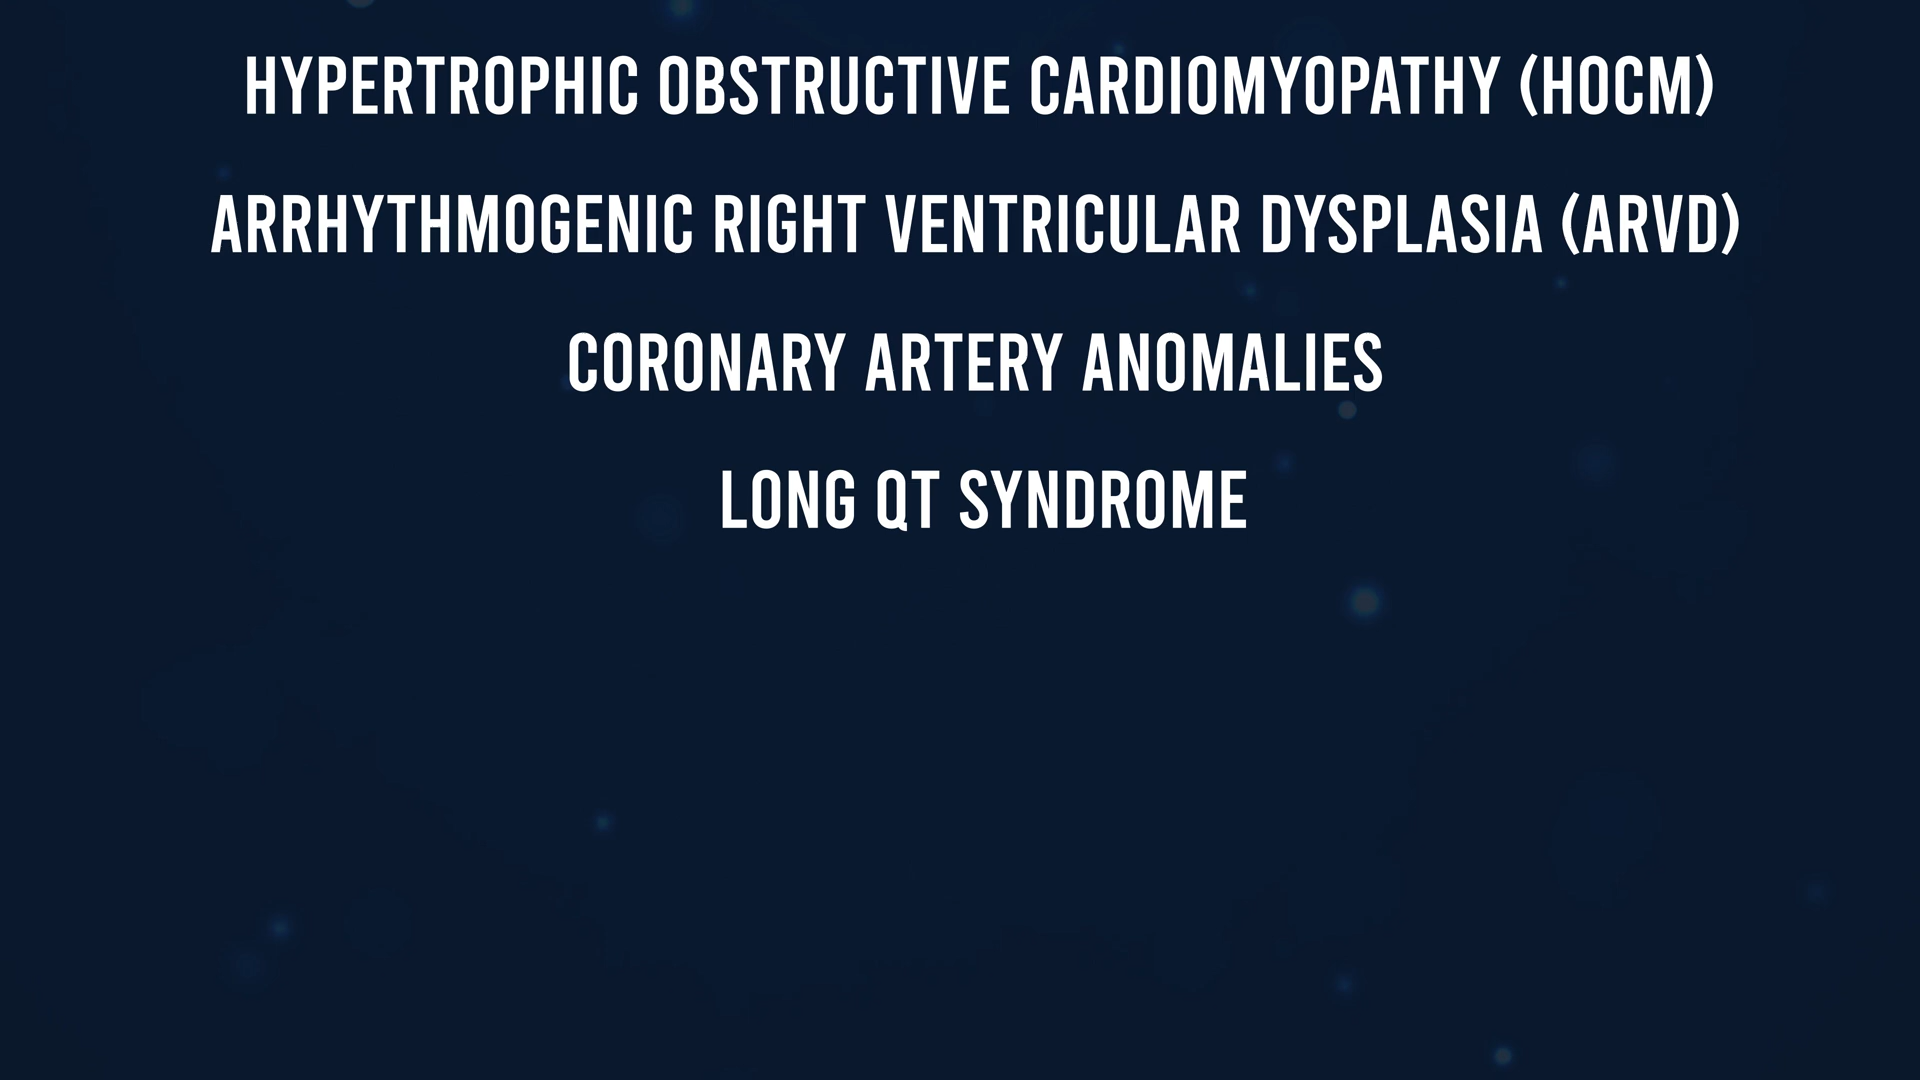 HYPERTROPHIC OBSTRUCTIVE CARDIOMYOPATHY (HOCM)
ARRHYTHMOGENIC RIGHT VENTRICULAR DYSPLASIA (ARVD)
CORONARY ARTERY ANOMALIES
LONG QT SYNDROME